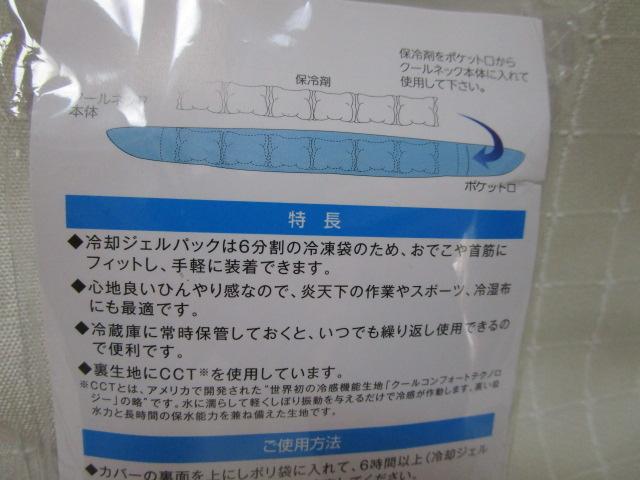 保冷剤をポケット口から
クールネック本体に入れて
使用して下さい。
保冷剤
クールネック
本体
ポケット口
特長
◆冷却ジェルパックは6分割の冷凍袋のため、おでこや首筋に
フィットし、手軽に装着できます。
◆心地良いひんやり感なので、炎天下の作業やスポーツ、冷湿布
にも最適です。
◆冷蔵庫に常時保管しておくと、いつでも繰り返し使用できるの
で便利です。
◆裏生地にCCT※を使用しています。
※CCTとは、アメリカで開発された“世界初の冷感機能生地「クールコンフォートテクノロ
ジー」の略”です。水に濡らして軽くしぼり振動を与えるだけで冷感が作動します。高い吸
水力と長時間の保水能力を兼ね備えた生地です。
ご使用方法
◆カバーの裏面を上にしポリ袋に入れて、6時間以上(冷却ジェル
してください。